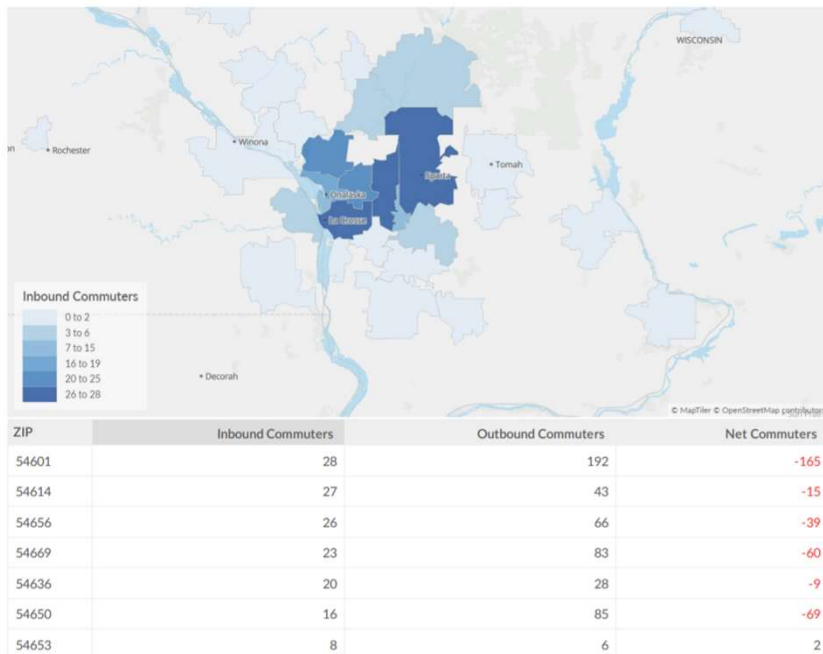 WISCONSIN
Winona
Rochester
Tomah
Sparta
Onalaska
La Crosse
Inbound Commuters
0 to 2
3 to 6
7 to 15
16 to 19
20 to 25
26 to 28
Decorah
© MapTiler © OpenStreetMap contributors
ZIP Inbound Commuters Outbound Commuters Net Commuters
54601 28 192 -165
54614 27 43 -15
54656 26 66 -39
54669 23 83 -60
54636 20 28 -9
54650 16 85 -69
54653 8 6 2